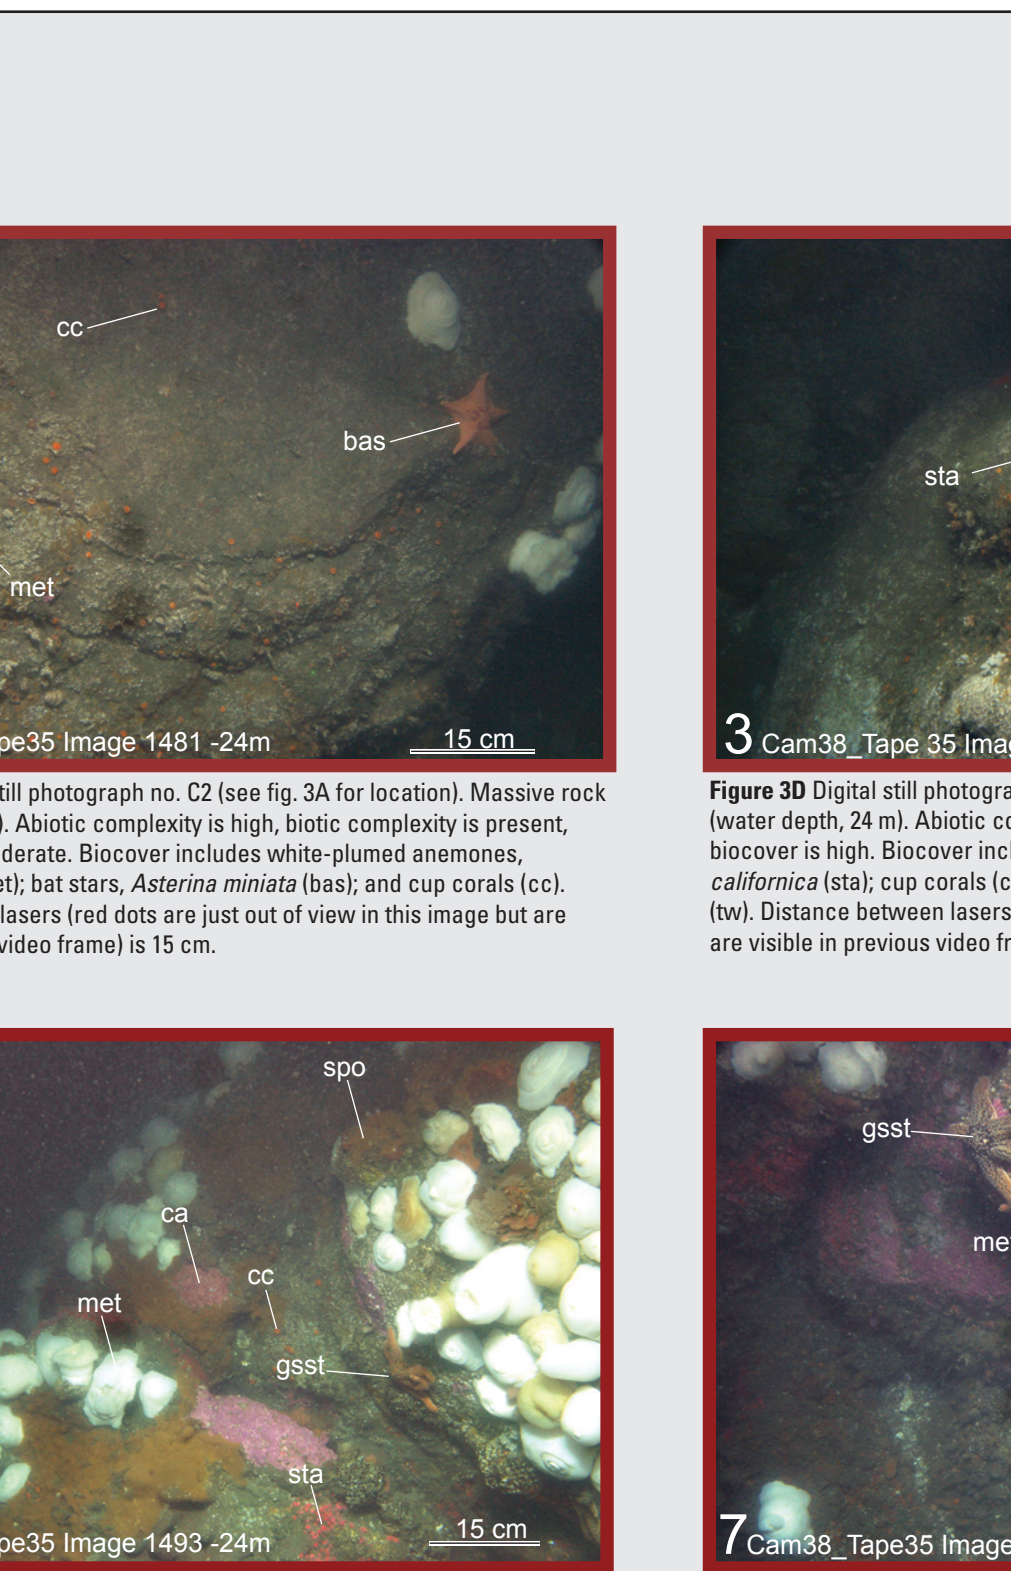 cc
bas
met
pe35 Image 1481 -24m
15 cm
till photograph no. C2 (see fig. 3A for location). Massive rock
). Abiotic complexity is high, biotic complexity is present,
derate. Biocover includes white-plumed anemones,
et); bat stars, Asterina miniata (bas); and cup corals (cc).
lasers (red dots are just out of view in this image but are
video frame) is 15 cm.
sta
3 Cam38_Tape 35 Imag
Figure 3D Digital still photogra
(water depth, 24 m). Abiotic co
biocover is high. Biocover incl
californica (sta); cup corals (c
(tw). Distance between lasers
are visible in previous video fr
spo
ca
cc
met
gsst
sta
pe35 Image 1493 -24m
15 cm
gsst
me
7 Cam38_Tape35 Image